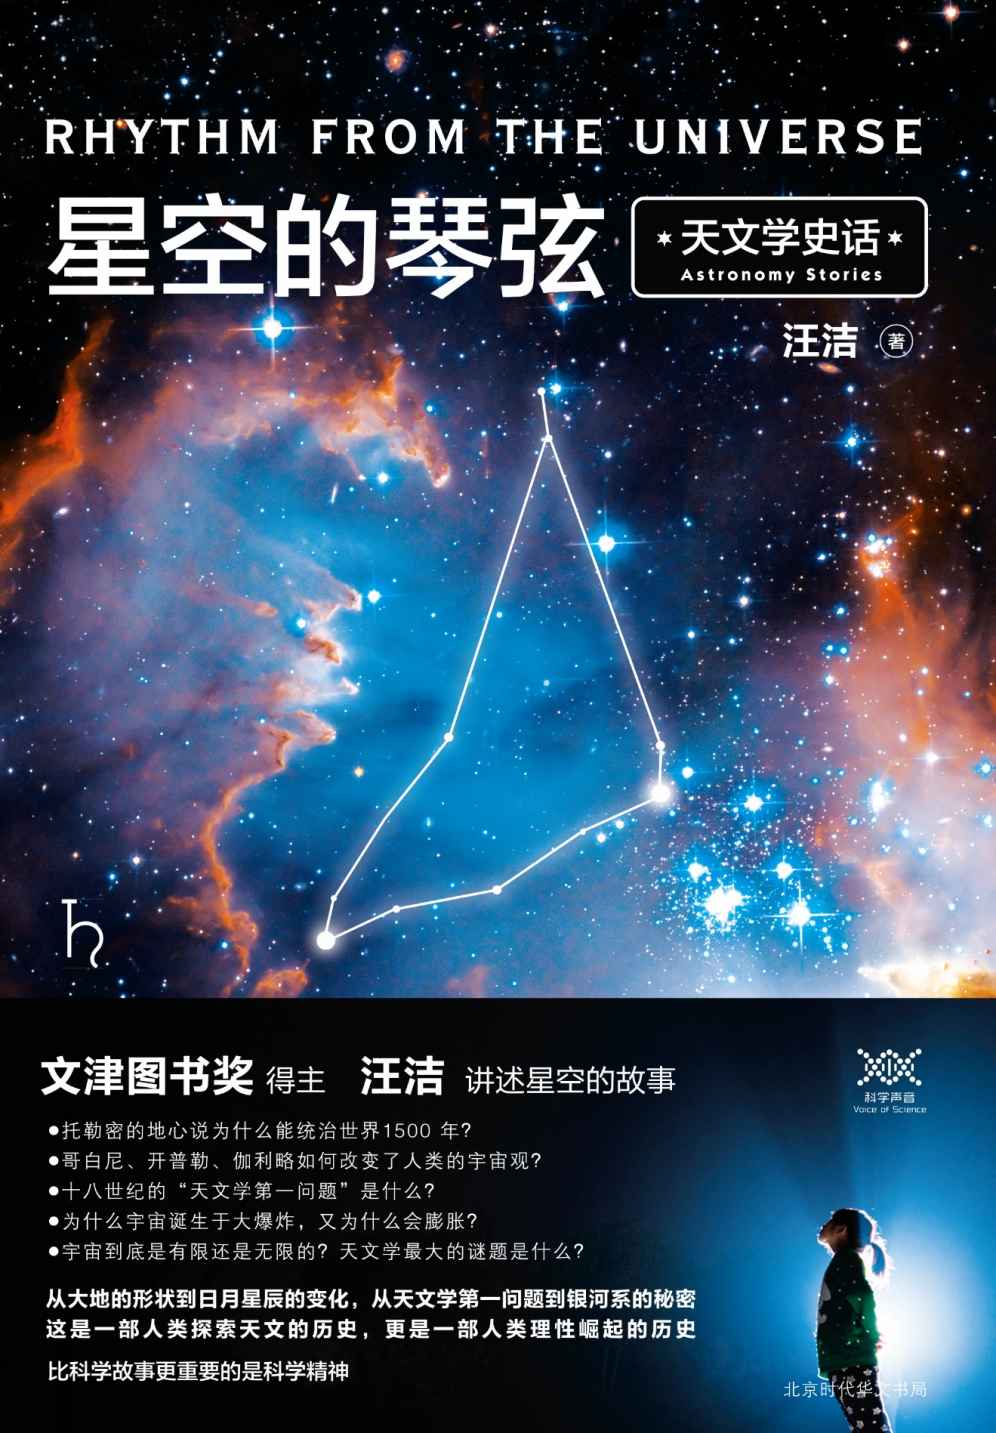 RHYTHM FROM THE UNIVERSE
星空的琴弦
天文学史话
Astronomy Stories
汪洁 著
文津图书奖 得主 汪洁 讲述星空的故事
科学声音
Voice of Science
●托勒密的地心说为什么能统治世界1500 年？
●哥白尼、开普勒、伽利略如何改变了人类的宇宙观？
●十八世纪的“天文学第一问题”是什么？
●为什么宇宙诞生于大爆炸，又为什么会膨胀？
●宇宙到底是有限还是无限的？天文学最大的谜题是什么？
从大地的形状到日月星辰的变化，从天文学第一问题到银河系的秘密
这是一部人类探索天文的历史，更是一部人类理性崛起的历史
比科学故事更重要的是科学精神
北京时代华文书局